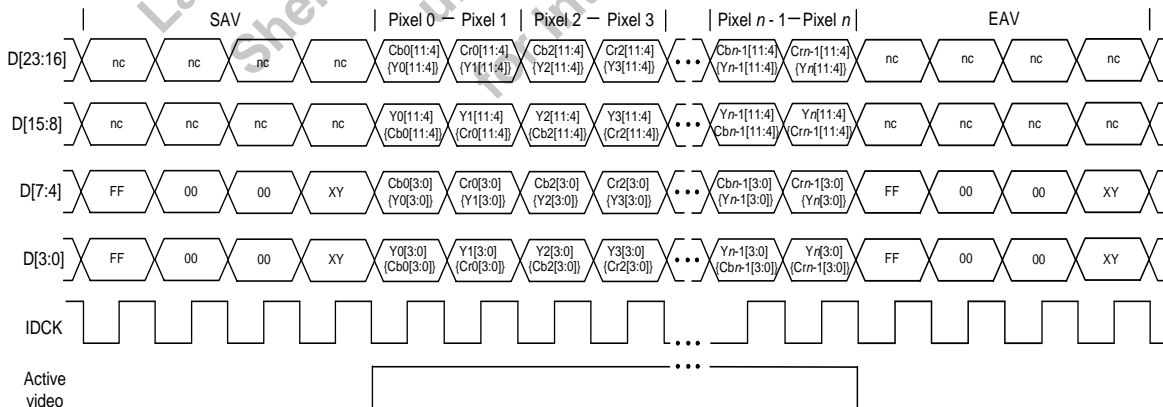 SAV Pixel 0 — Pixel 1 Pixel 2 — Pixel 3 Pixel n - 1—Pixel n EAV
D[23:16] nc nc nc nc Cb0[11:4] Cr0[11:4] Cb2[11:4] Cr2[11:4] ••• Cbn-1[11:4] Crn-1[11:4] nc nc nc nc
{Y0[11:4]} {Y1[11:4]} {Y2[11:4]} {Y3[11:4]} {Yn-1[11:4]} {Yn[11:4]}
D[15:8] nc nc nc nc Y0[11:4] Y1[11:4] Y2[11:4] Y3[11:4] ••• Yn-1[11:4] Yn[11:4] nc nc nc nc
{Cb0[11:4]} {Cr0[11:4]} {Cb2[11:4]} {Cr2[11:4]} Cbn-1[11:4]} {Crn-1[11:4]}
D[7:4] FF 00 00 XY Cb0[3:0] Cr0[3:0] Cb2[3:0] Cr2[3:0] ••• Cbn-1[3:0] Crn-1[3:0] FF 00 00 XY
{Y0[3:0]} {Y1[3:0]} {Y2[3:0]} {Y3[3:0]} {Yn-1[3:0]} {Yn[3:0]}
D[3:0] FF 00 00 XY Y0[3:0] Y1[3:0] Y2[3:0] Y3[3:0] ••• Yn-1[3:0] Yn[3:0] FF 00 00 XY
{Cb0[3:0]} {Cr0[3:0]} {Cb2[3:0]} {Cr2[3:0]} {Cbn-1[3:0]} {Crn-1[3:0]}
IDCK •••
Active •••
video